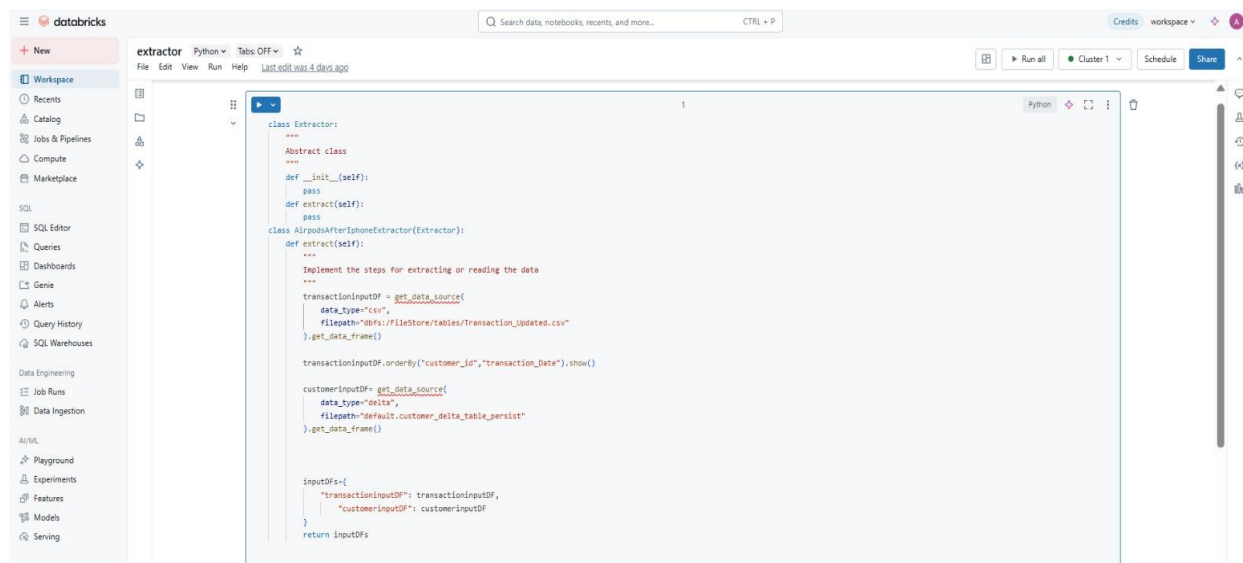 databricks
Search data, notebooks, recents, and more...
CTRL + P
Credits
workspace
A
New
Workspace
Recents
Catalog
Jobs & Pipelines
Compute
Marketplace
SQL
SQL Editor
Queries
Dashboards
Genie
Alerts
Query History
SQL Warehouses
Data Engineering
Job Runs
Data Ingestion
AI/ML
Playground
Experiments
Features
Models
Serving
extractor Python Tabs: OFF
File Edit View Run Help Last edit was 4 days ago
Run all
Cluster 1
Schedule
Share
1
Python
class Extractor:
"""
Abstract class
"""
def __init__(self):
pass
def extract(self):
pass
class AirpodsAfterIphoneExtractor(Extractor):
def extract(self):
"""
Implement the steps for extracting or reading the data
"""
transactioninputDF = get_data_source(
data_type="csv",
filepath="dbfs:/FileStore/tables/Transaction_Updated.csv"
).get_data_frame()
transactioninputDF.orderBy("customer_id","transaction_Date").show()
customerinputDF= get_data_source(
data_type="delta",
filepath="default.customer_delta_table_persist"
).get_data_frame()
inputDFs={
"transactioninputDF": transactioninputDF,
"customerinputDF": customerinputDF
}
return inputDFs